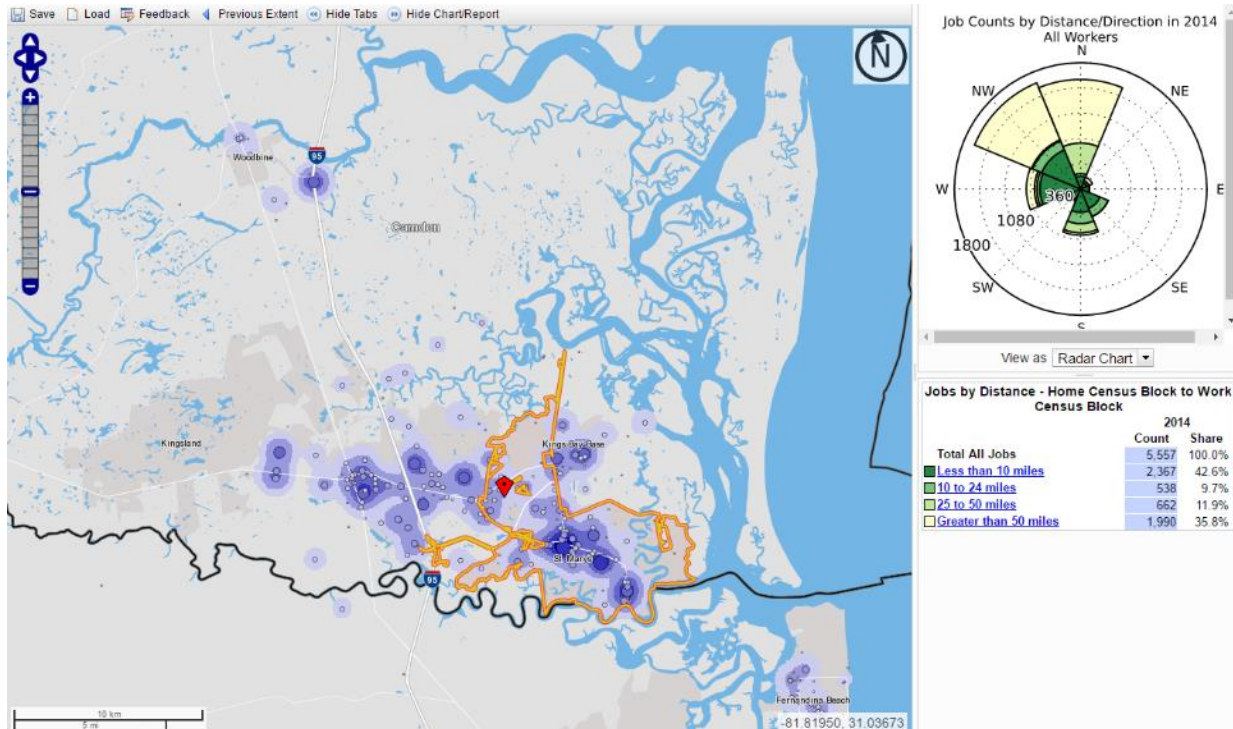 Save Load Feedback Previous Extent Hide Tabs Hide Chart/Report
N
Woodbine
95
Camden
Kingsland
Kings Bay Base
St. Marys
95
Fernandina Beach
10 km
5 mi
-81.81950, 31.03673
Job Counts by Distance/Direction in 2014
All Workers
N
NW NE
W E
360
1080
1800
SW SE
S
View as Radar Chart
Jobs by Distance - Home Census Block to Work
Census Block
2014
Count Share
Total All Jobs 5,557 100.0%
Less than 10 miles 2,367 42.6%
10 to 24 miles 538 9.7%
25 to 50 miles 662 11.9%
Greater than 50 miles 1,990 35.8%